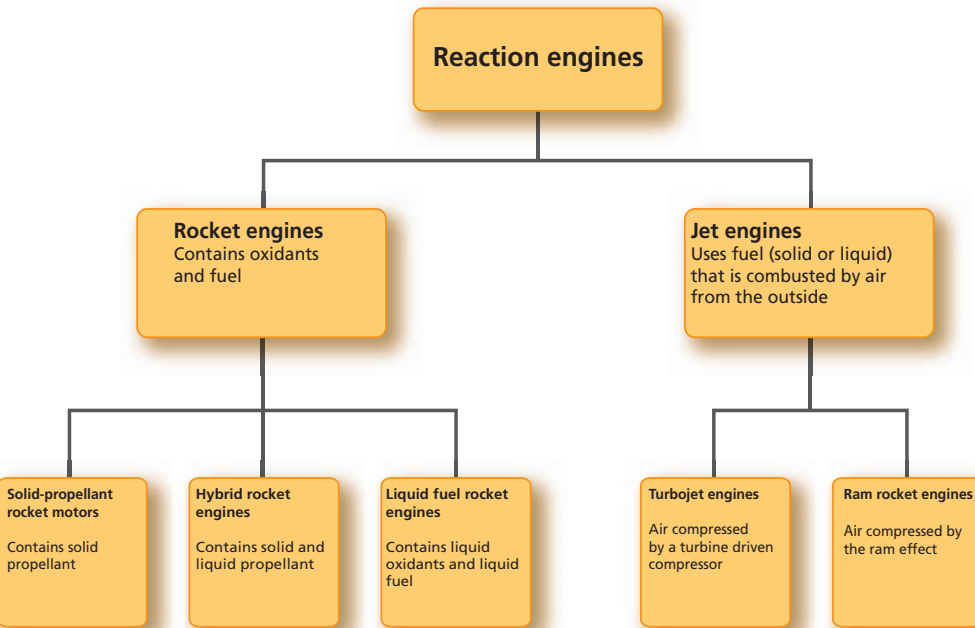 Reaction engines
Rocket engines
Contains oxidants
and fuel
Jet engines
Uses fuel (solid or liquid)
that is combusted by air
from the outside
Solid-propellant
rocket motors
Contains solid
propellant
Hybrid rocket
engines
Contains solid and
liquid propellant
Liquid fuel rocket
engines
Contains liquid
oxidants and liquid
fuel
Turbojet engines
Air compressed
by a turbine driven
compressor
Ram rocket engines
Air compressed by
the ram effect